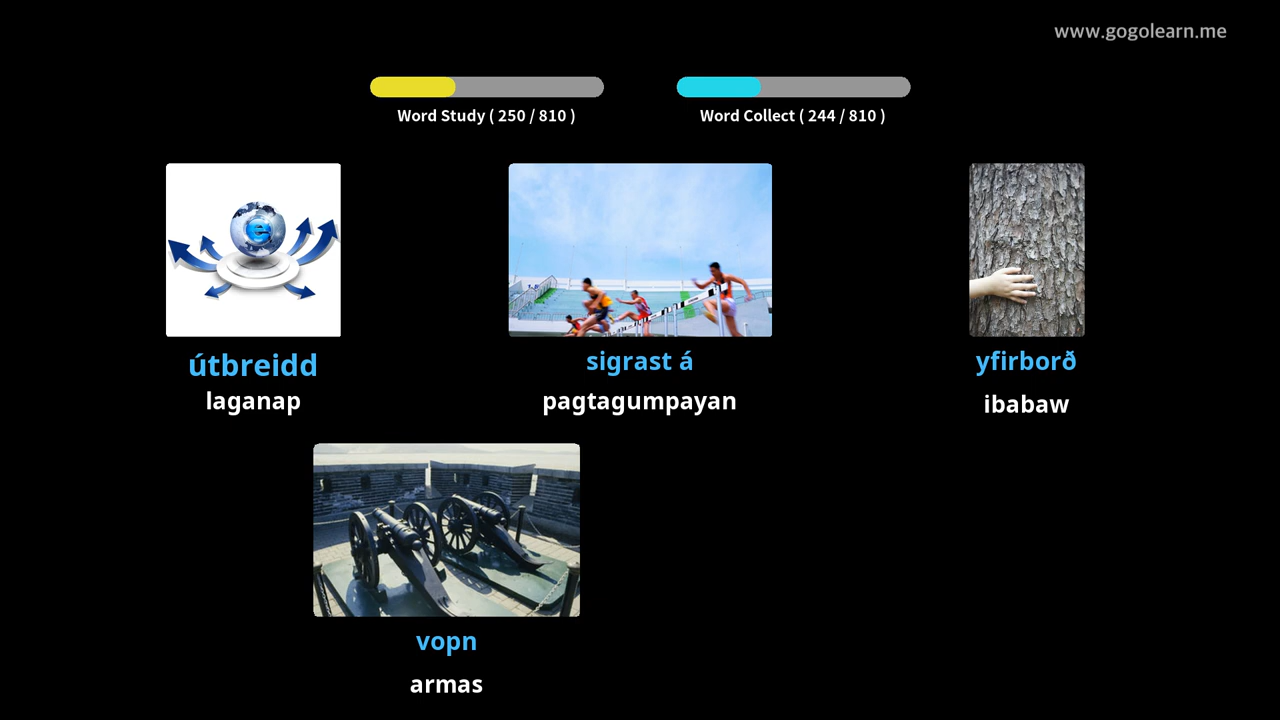 www.gogolearn.me
Word Study ( 250 / 810 )
Word Collect ( 244 / 810 )
útbreidd
laganap
sigrast á
pagtagumpayan
yfirborð
ibabaw
vopn
armas